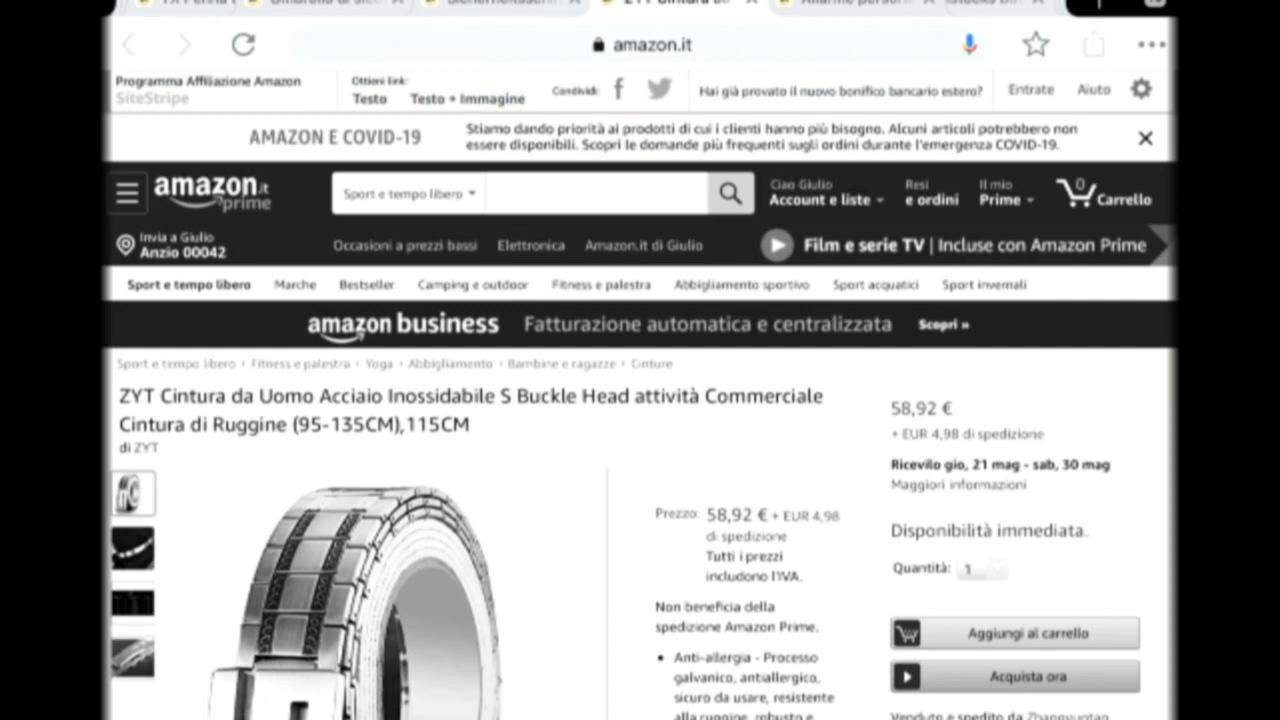 ZYT Cintura da
amazon.it
Programma Affiliazione Amazon
SiteStripe
Ottieni link:
Testo Testo + Immagine
Condividi:
Hai già provato il nuovo bonifico bancario estero?
Entrate Aiuto
AMAZON E COVID-19
Stiamo dando priorità ai prodotti di cui i clienti hanno più bisogno. Alcuni articoli potrebbero non
essere disponibili. Scopri le domande più frequenti sugli ordini durante l'emergenza COVID-19.
amazon.it
prime
Sport e tempo libero
Ciao Giulio
Account e liste
Resi
e ordini
Il mio
Prime
0
Carrello
Invia a Giulio
Anzio 00042
Occasioni a prezzi bassi Elettronica Amazon.it di Giulio
Film e serie TV | Incluse con Amazon Prime
Sport e tempo libero Marche Bestseller Camping e outdoor Fitness e palestra Abbigliamento sportivo Sport acquatici Sport invernali
amazon business Fatturazione automatica e centralizzata Scopri »
Sport e tempo libero › Fitness e palestra › Yoga › Abbigliamento › Bambine e ragazze › Cinture
ZYT Cintura da Uomo Acciaio Inossidabile S Buckle Head attività Commerciale
Cintura di Ruggine (95-135CM),115CM
di ZYT
Prezzo: 58,92 € + EUR 4,98
di spedizione
Tutti i prezzi
includono l'IVA.
Non beneficia della
spedizione Amazon Prime.
• Anti-allergia - Processo
galvanico, antiallergico,
sicuro da usare, resistente
alla ruggine, robusto e
58,92 €
+ EUR 4,98 di spedizione
Ricevilo gio, 21 mag - sab, 30 mag
Maggiori informazioni
Disponibilità immediata.
Quantità: 1
Aggiungi al carrello
Acquista ora
Venduto e spedito da Zhangyuntao